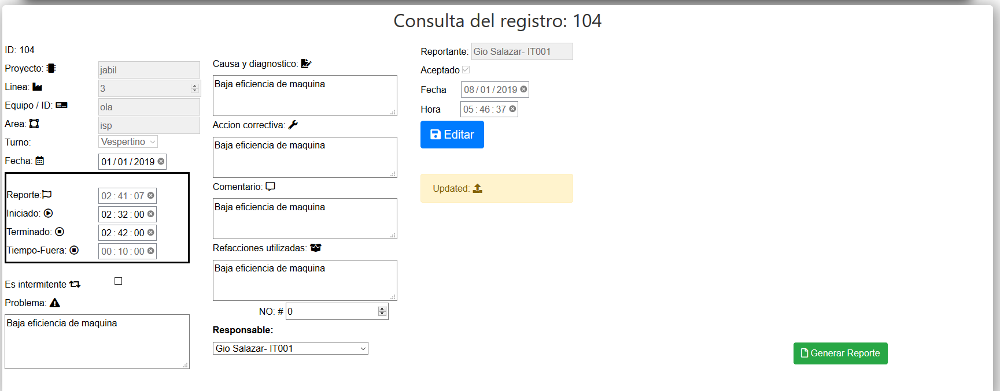 Consulta del registro: 104
ID: 104
Proyecto: jabil
Linea: 3
Equipo / ID: ola
Area: isp
Turno: Vespertino
Fecha: 01/01/2019
Reporte: 02:41:07
Iniciado: 02:32:00
Terminado: 02:42:00
Tiempo-Fuera: 00:10:00
Es intermitente
Problema:
Baja eficiencia de maquina
Causa y diagnostico:
Baja eficiencia de maquina
Accion correctiva:
Baja eficiencia de maquina
Comentario:
Baja eficiencia de maquina
Refacciones utilizadas:
Baja eficiencia de maquina
NO: # 0
Responsable:
Gio Salazar- IT001
Reportante: Gio Salazar- IT001
Aceptado
Fecha 08/01/2019
Hora 05:46:37
Editar
Updated:
Generar Reporte